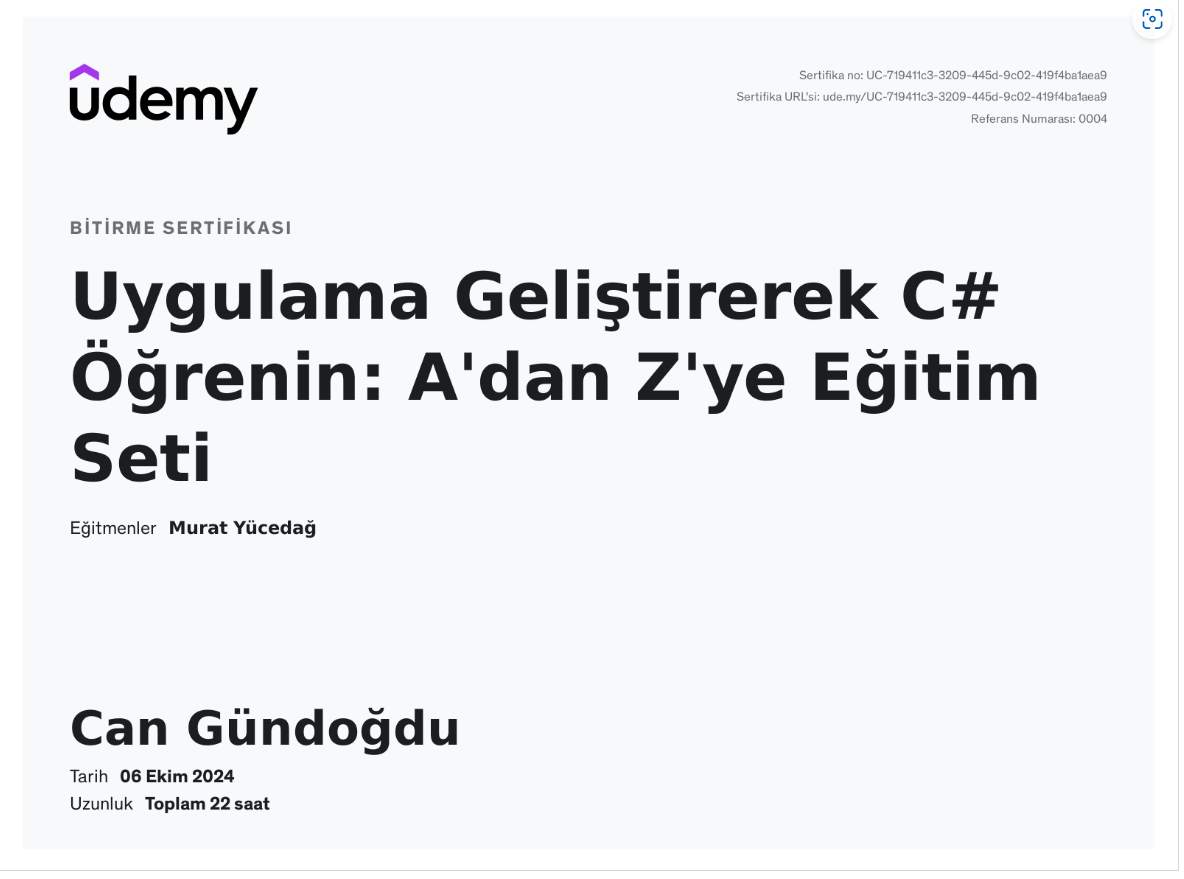 udemy
Sertifika no: UC-719411c3-3209-445d-9c02-419f4ba1aea9
Sertifika URL'si: ude.my/UC-719411c3-3209-445d-9c02-419f4ba1aea9
Referans Numarası: 0004
BİTİRME SERTİFİKASI
Uygulama Geliştirerek C#
Öğrenin: A'dan Z'ye Eğitim
Seti
Eğitmenler Murat Yücedağ
Can Gündoğdu
Tarih 06 Ekim 2024
Uzunluk Toplam 22 saat